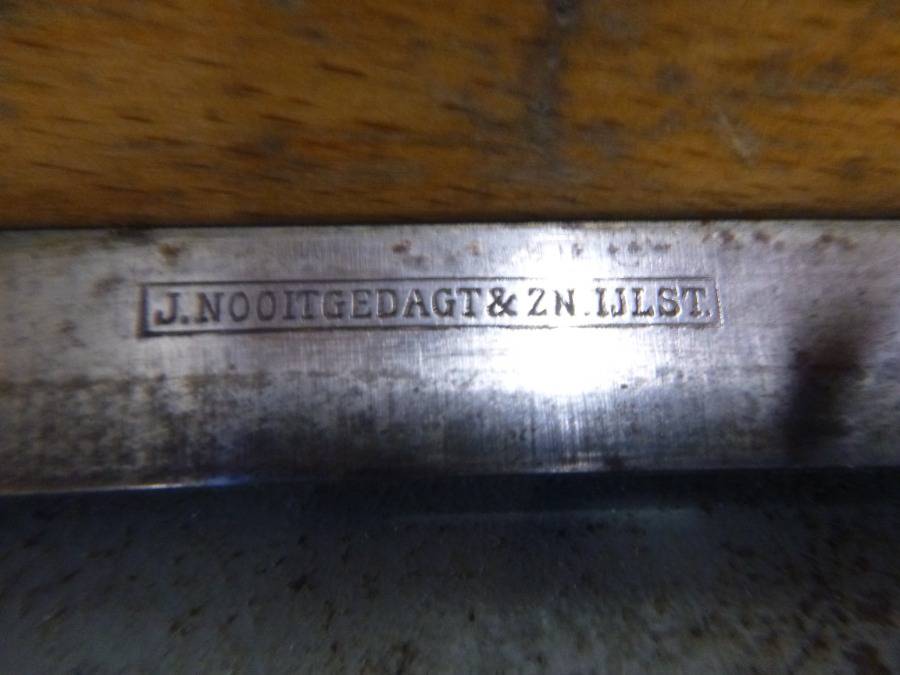 J. NOOITGEDAGT & ZN. IJLST.